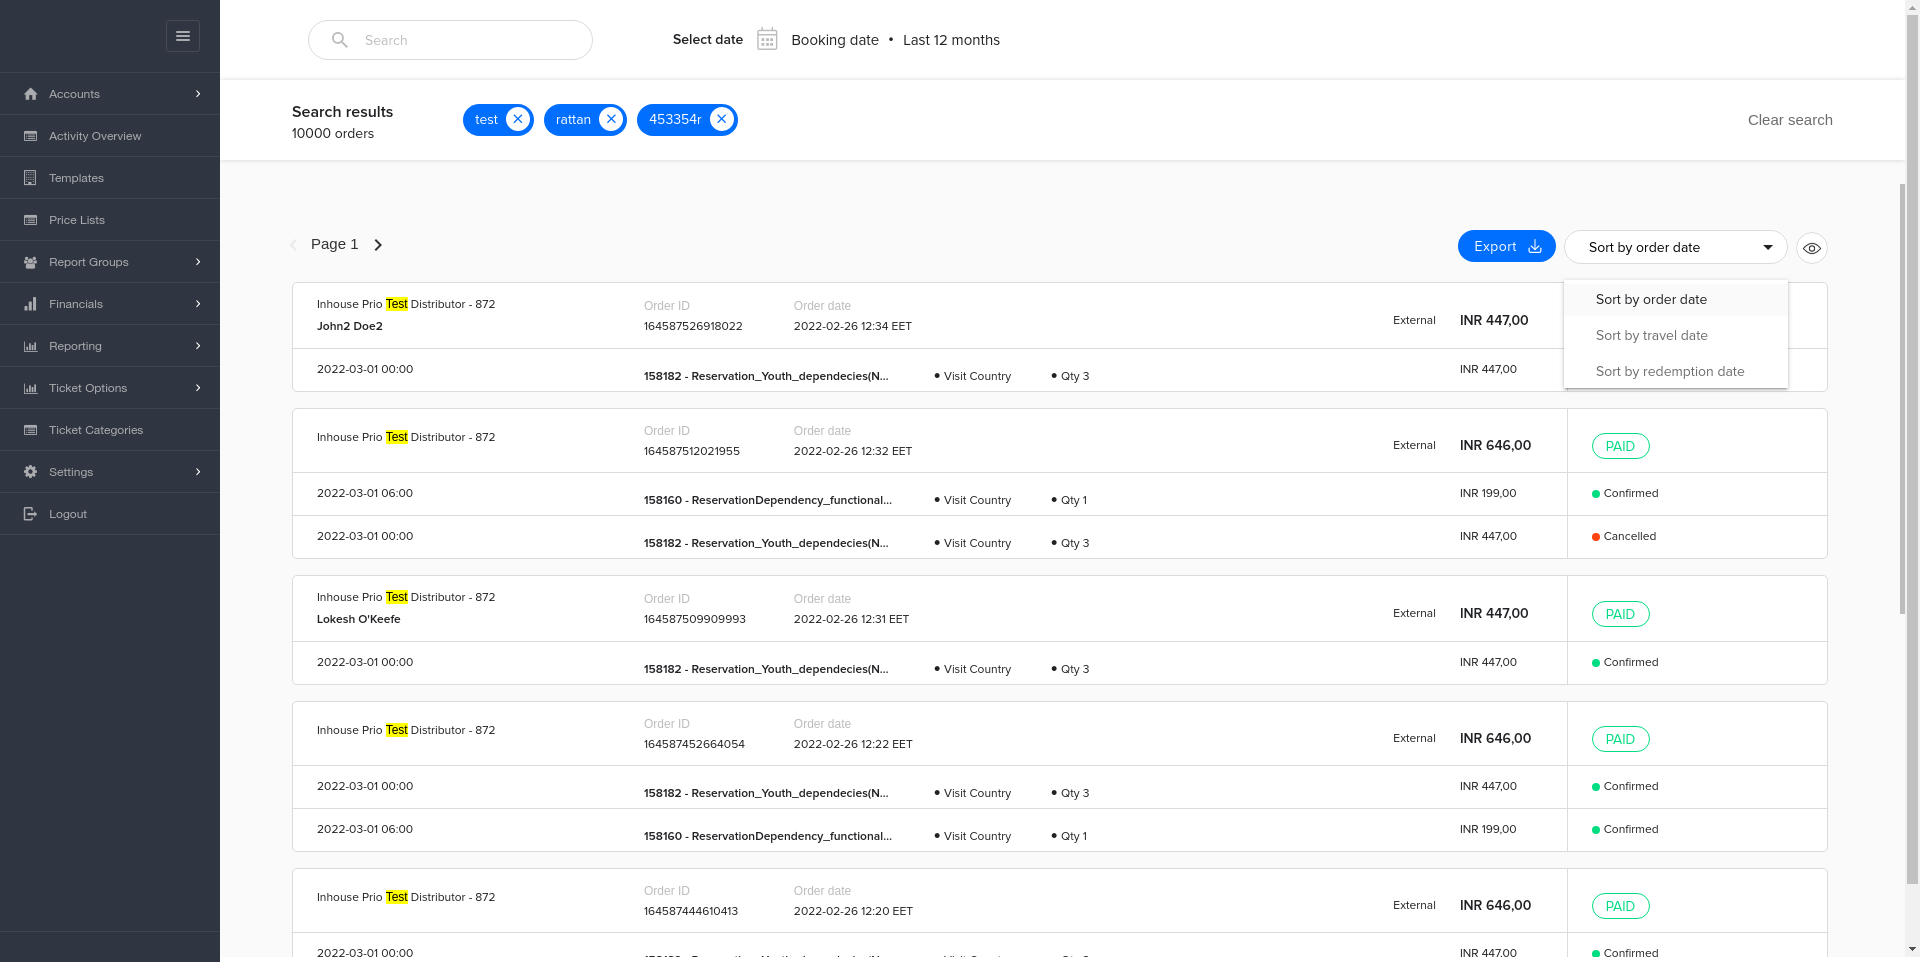 Search
Select date Booking date • Last 12 months
Accounts
Activity Overview
Templates
Price Lists
Report Groups
Financials
Reporting
Ticket Options
Ticket Categories
Settings
Logout
Search results
10000 orders
test
rattan
453354r
Clear search
Page 1
Export
Sort by order date
Sort by order date
Sort by travel date
Sort by redemption date
Inhouse Prio Test Distributor - 872
John2 Doe2
Order ID
164587526918022
Order date
2022-02-26 12:34 EET
External INR 447,00
2022-03-01 00:00 158182 - Reservation_Youth_dependecies(N... • Visit Country • Qty 3 INR 447,00
Inhouse Prio Test Distributor - 872
Order ID
164587512021955
Order date
2022-02-26 12:32 EET
External INR 646,00 PAID
2022-03-01 06:00 158160 - ReservationDependency_functional... • Visit Country • Qty 1 INR 199,00 Confirmed
2022-03-01 00:00 158182 - Reservation_Youth_dependecies(N... • Visit Country • Qty 3 INR 447,00 Cancelled
Inhouse Prio Test Distributor - 872
Lokesh O'Keefe
Order ID
164587509909993
Order date
2022-02-26 12:31 EET
External INR 447,00 PAID
2022-03-01 00:00 158182 - Reservation_Youth_dependecies(N... • Visit Country • Qty 3 INR 447,00 Confirmed
Inhouse Prio Test Distributor - 872
Order ID
164587452664054
Order date
2022-02-26 12:22 EET
External INR 646,00 PAID
2022-03-01 00:00 158182 - Reservation_Youth_dependecies(N... • Visit Country • Qty 3 INR 447,00 Confirmed
2022-03-01 06:00 158160 - ReservationDependency_functional... • Visit Country • Qty 1 INR 199,00 Confirmed
Inhouse Prio Test Distributor - 872
Order ID
164587444610413
Order date
2022-02-26 12:20 EET
External INR 646,00 PAID
2022-03-01 00:00 INR 447,00 Confirmed